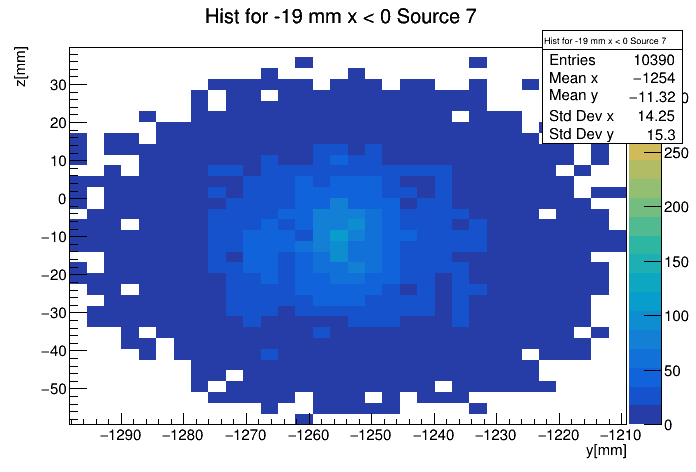 Hist for -19 mm x < 0 Source 7
z[mm]
Hist for -19 mm x < 0 Source 7
Entries 10390
Mean x −1254
Mean y −11.32
Std Dev x 14.25
Std Dev y 15.3
30
20
10
0
−10
−20
−30
−40
−50
0
250
200
150
100
50
0
−1290 −1280 −1270 −1260 −1250 −1240 −1230 −1220 −1210
y[mm]